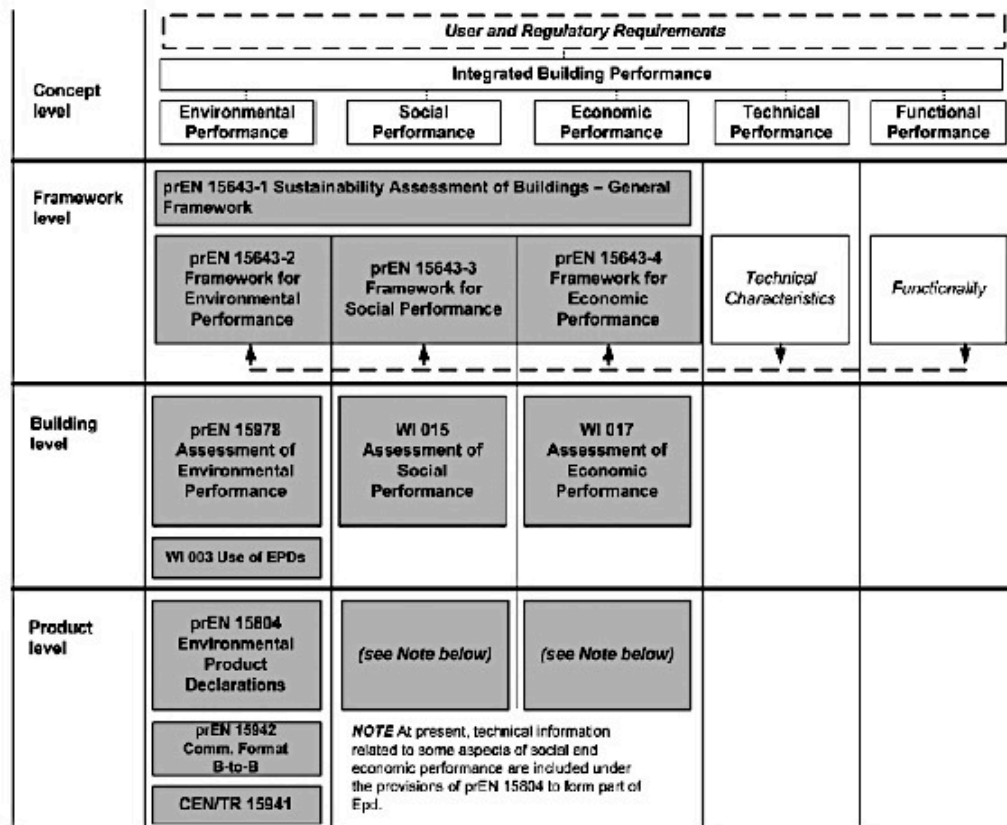 User and Regulatory Requirements
Concept
level
Integrated Building Performance
Environmental
Performance
Social
Performance
Economic
Performance
Technical
Performance
Functional
Performance
Framework
level
prEN 15643-1 Sustainability Assessment of Buildings – General
Framework
prEN 15643-2
Framework for
Environmental
Performance
prEN 15643-3
Framework for
Social Performance
prEN 15643-4
Framework for
Economic
Performance
Technical
Characteristics
Functionality
Building
level
prEN 15978
Assessment of
Environmental
Performance
WI 015
Assessment of
Social
Performance
WI 017
Assessment of
Economic
Performance
WI 003 Use of EPDs
Product
level
prEN 15804
Environmental
Product
Declarations
(see Note below)
(see Note below)
prEN 15942
Comm. Format
B-to-B
CEN/TR 15941
NOTE At present, technical information
related to some aspects of social and
economic performance are included under
the provisions of prEN 15804 to form part of
Epd.